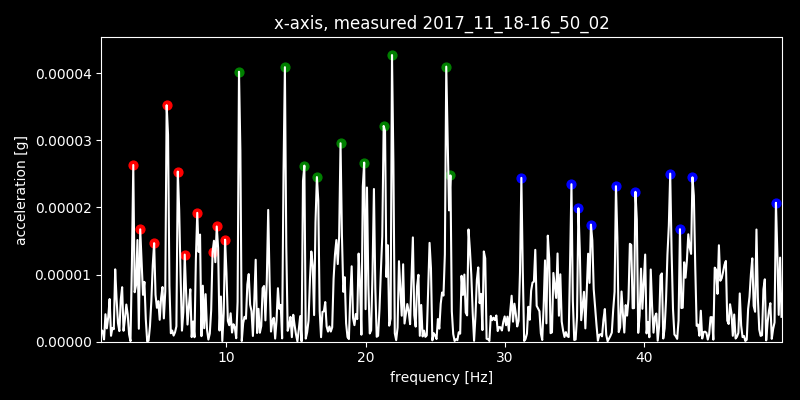 x-axis, measured 2017_11_18-16_50_02
acceleration [g]
0.00004
0.00003
0.00002
0.00001
0.00000
10 20 30 40
frequency [Hz]